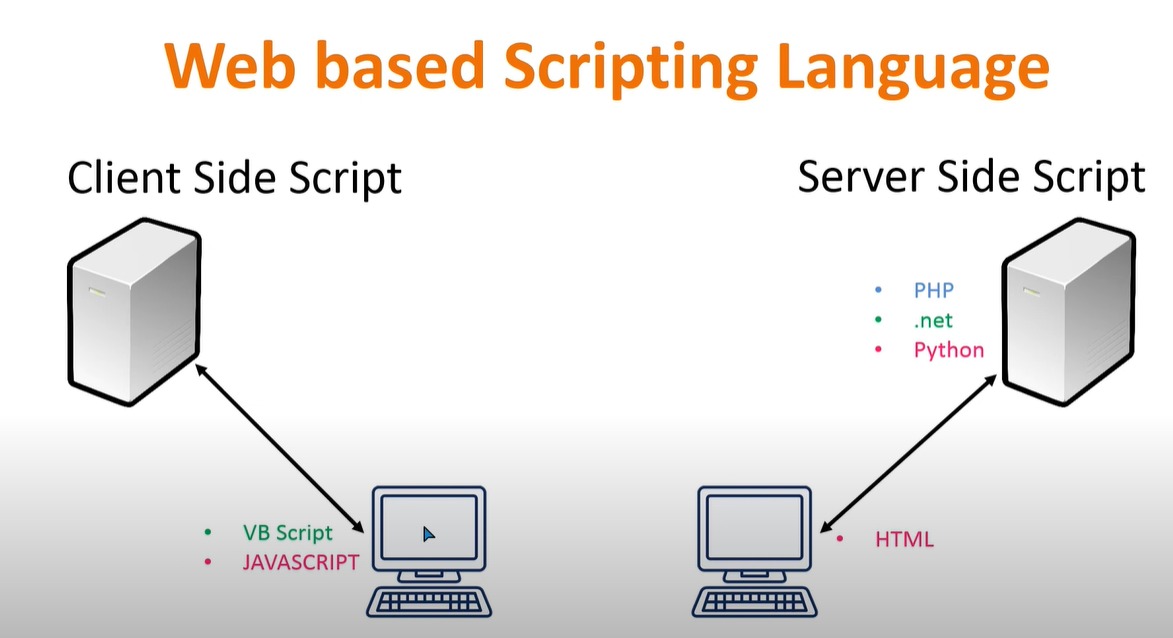 Web based Scripting Language
Client Side Script
Server Side Script
• PHP
• .net
• Python
• VB Script
• JAVASCRIPT
• HTML